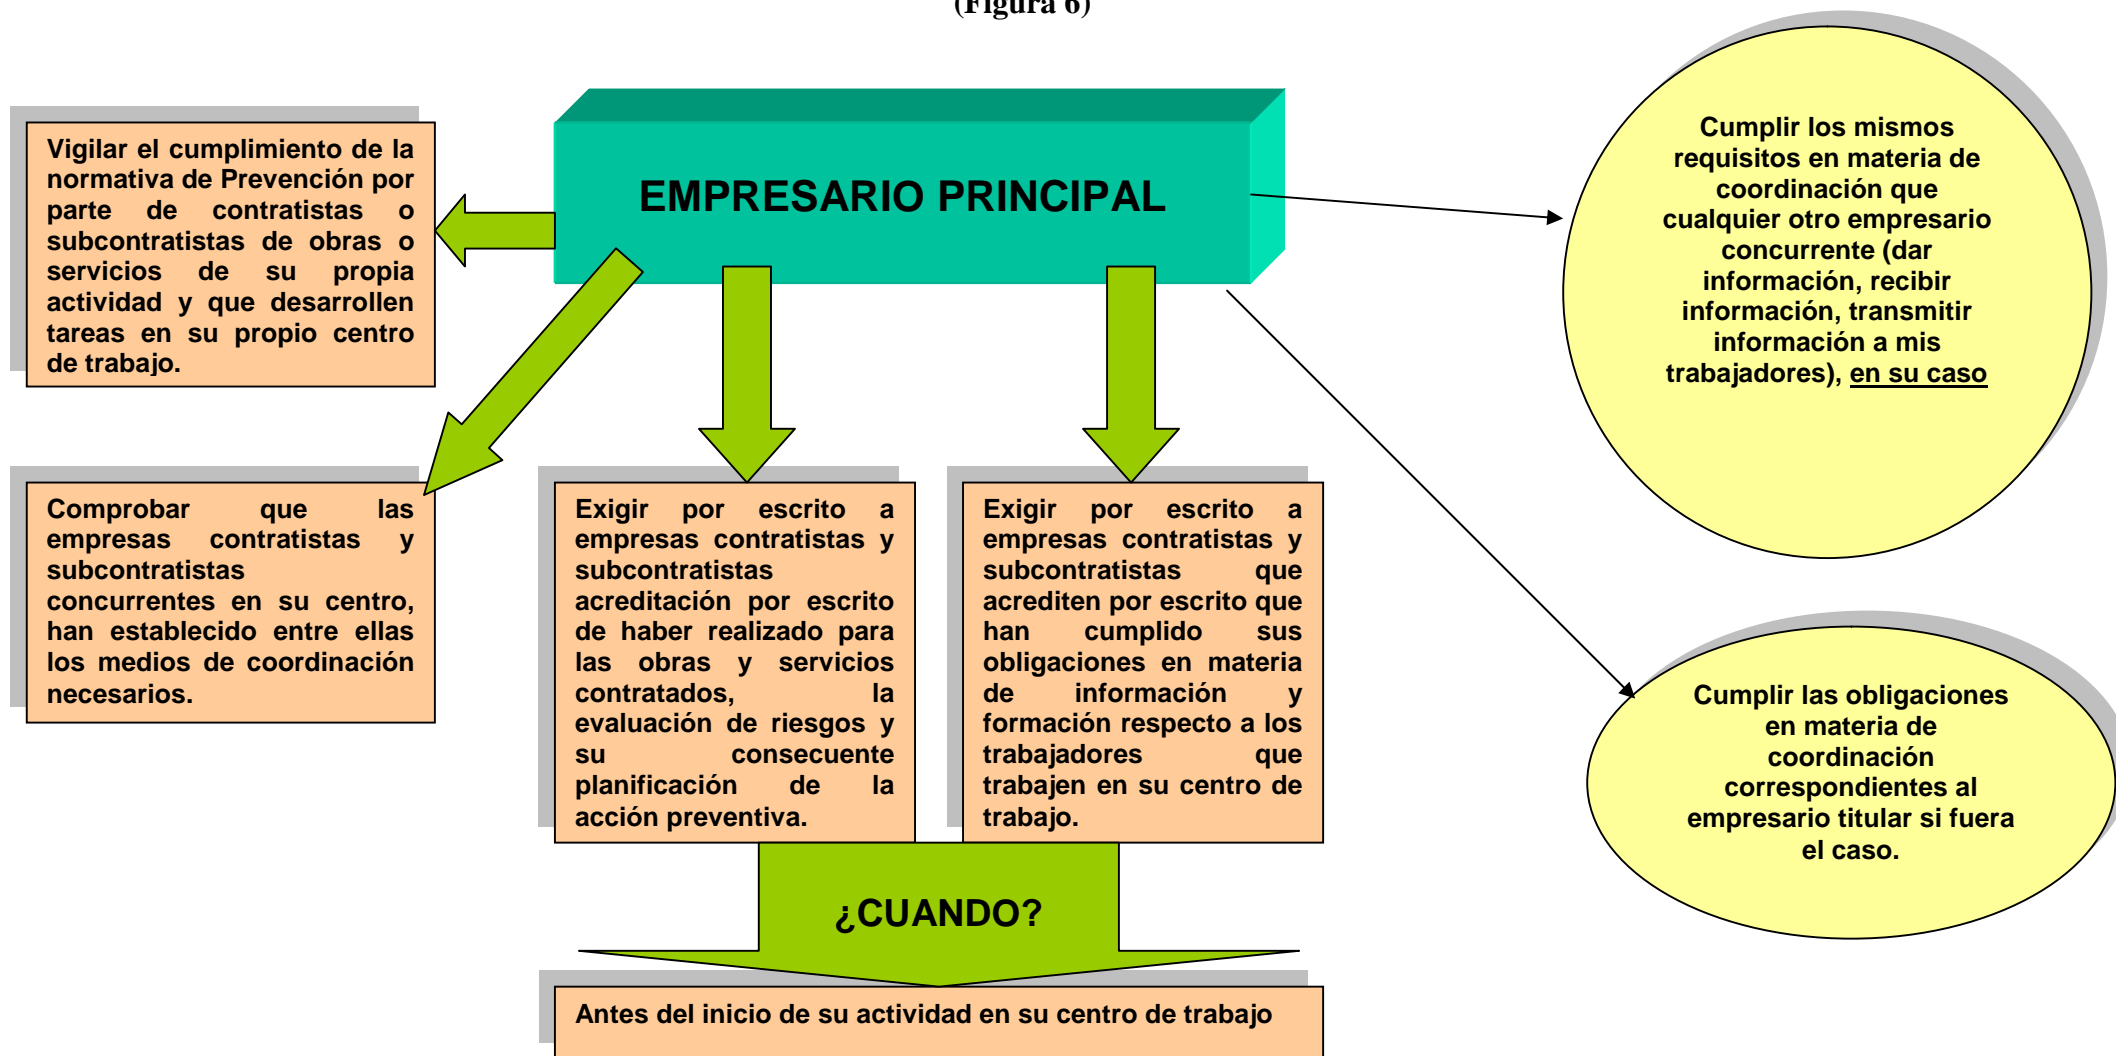 (Figura 6)
EMPRESARIO PRINCIPAL
Vigilar el cumplimiento de la
normativa de Prevención por
parte de contratistas o
subcontratistas de obras o
servicios de su propia
actividad y que desarrollen
tareas en su propio centro
de trabajo.
Cumplir los mismos
requisitos en materia de
coordinación que
cualquier otro empresario
concurrente (dar
información, recibir
información, transmitir
información a mis
trabajadores), en su caso
Comprobar que las
empresas contratistas y
subcontratistas
concurrentes en su centro,
han establecido entre ellas
los medios de coordinación
necesarios.
Exigir por escrito a
empresas contratistas y
subcontratistas
acreditación por escrito
de haber realizado para
las obras y servicios
contratados, la
evaluación de riesgos y
su consecuente
planificación de la
acción preventiva.
Exigir por escrito a
empresas contratistas y
subcontratistas que
acrediten por escrito que
han cumplido sus
obligaciones en materia
de información y
formación respecto a los
trabajadores que
trabajen en su centro de
trabajo.
Cumplir las obligaciones
en materia de
coordinación
correspondientes al
empresario titular si fuera
el caso.
¿CUANDO?
Antes del inicio de su actividad en su centro de trabajo